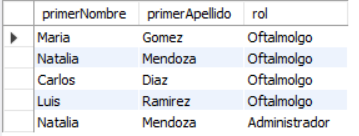 primerNombre primerApellido rol
Maria Gomez Oftalmolgo
Natalia Mendoza Oftalmolgo
Carlos Diaz Oftalmolgo
Luis Ramirez Oftalmolgo
Natalia Mendoza Administrador